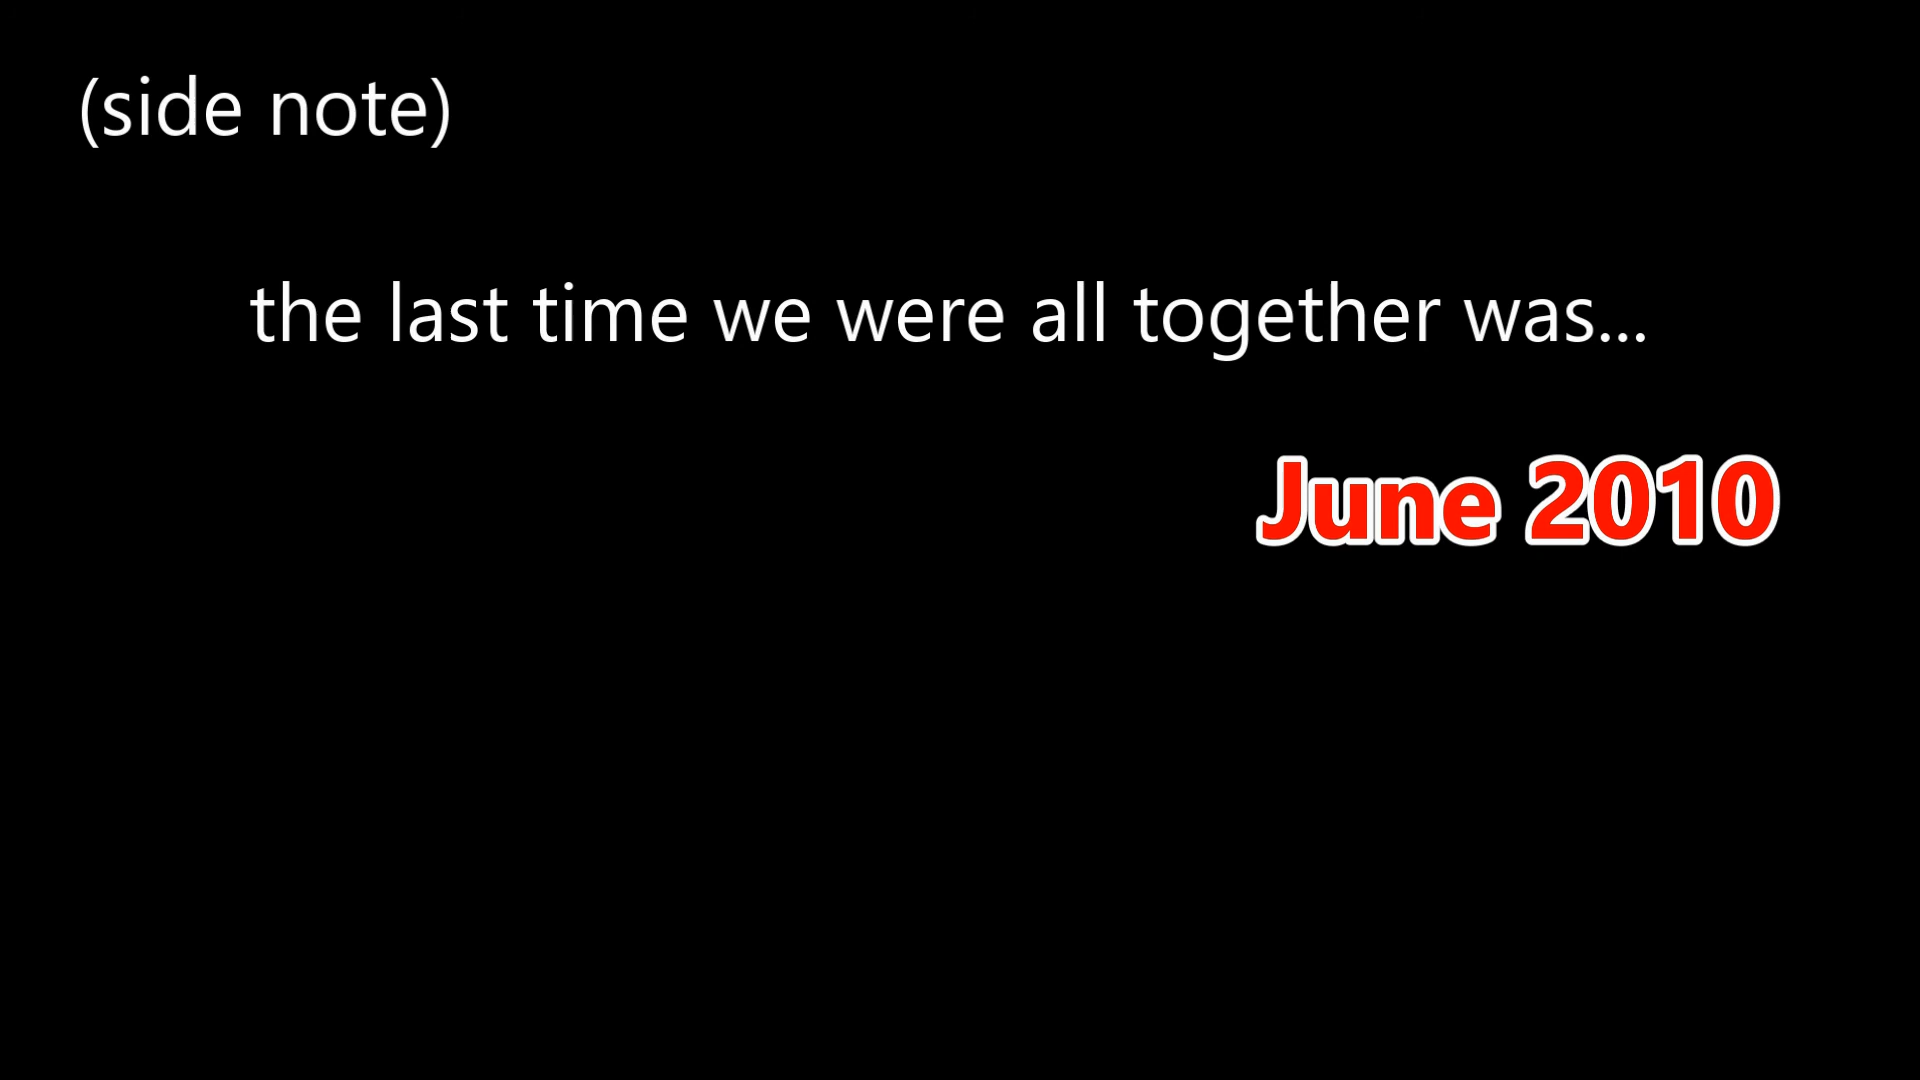 (side note)
the last time we were all together was...
June 2010